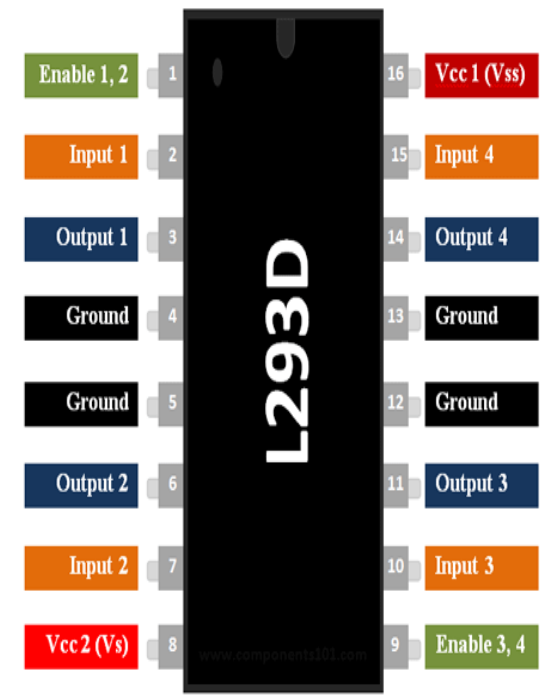 Enable 1, 2 1 16 Vcc 1 (Vss)
Input 1 2 15 Input 4
Output 1 3 14 Output 4
Ground 4 13 Ground
L293D
Ground 5 12 Ground
Output 2 6 11 Output 3
Input 2 7 10 Input 3
Vcc 2 (Vs) 8 9 Enable 3, 4
www.components101.com